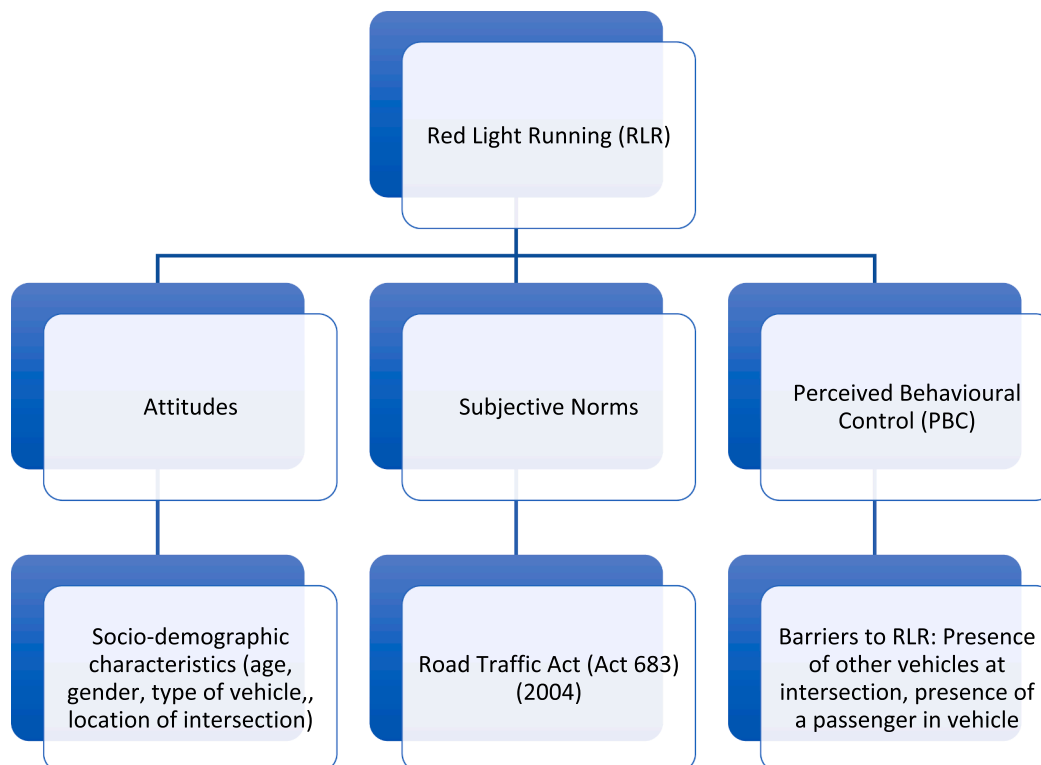 Red Light Running (RLR)
Attitudes
Subjective Norms
Perceived Behavioural
Control (PBC)
Socio-demographic
characteristics (age,
gender, type of vehicle,,
location of intersection)
Road Traffic Act (Act 683)
(2004)
Barriers to RLR: Presence
of other vehicles at
intersection, presence of
a passenger in vehicle